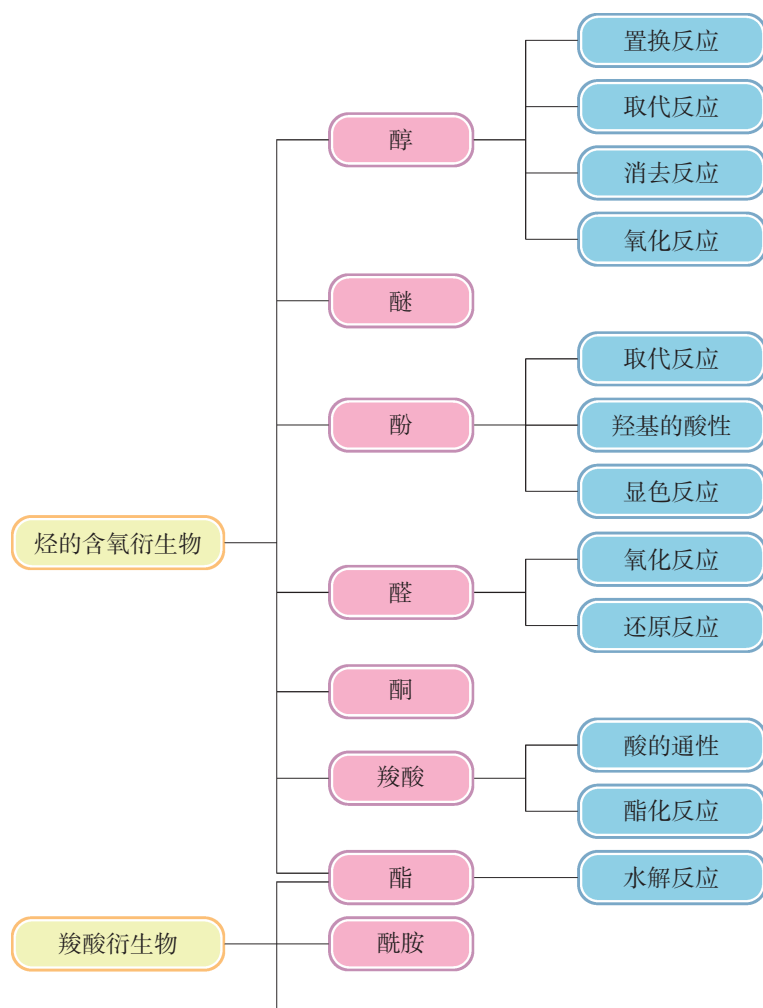 烃的含氧衍生物
醇
置换反应
取代反应
消去反应
氧化反应
醚
酚
取代反应
羟基的酸性
显色反应
醛
氧化反应
还原反应
酮
羧酸
酸的通性
酯化反应
酯
水解反应
羧酸衍生物
酰胺